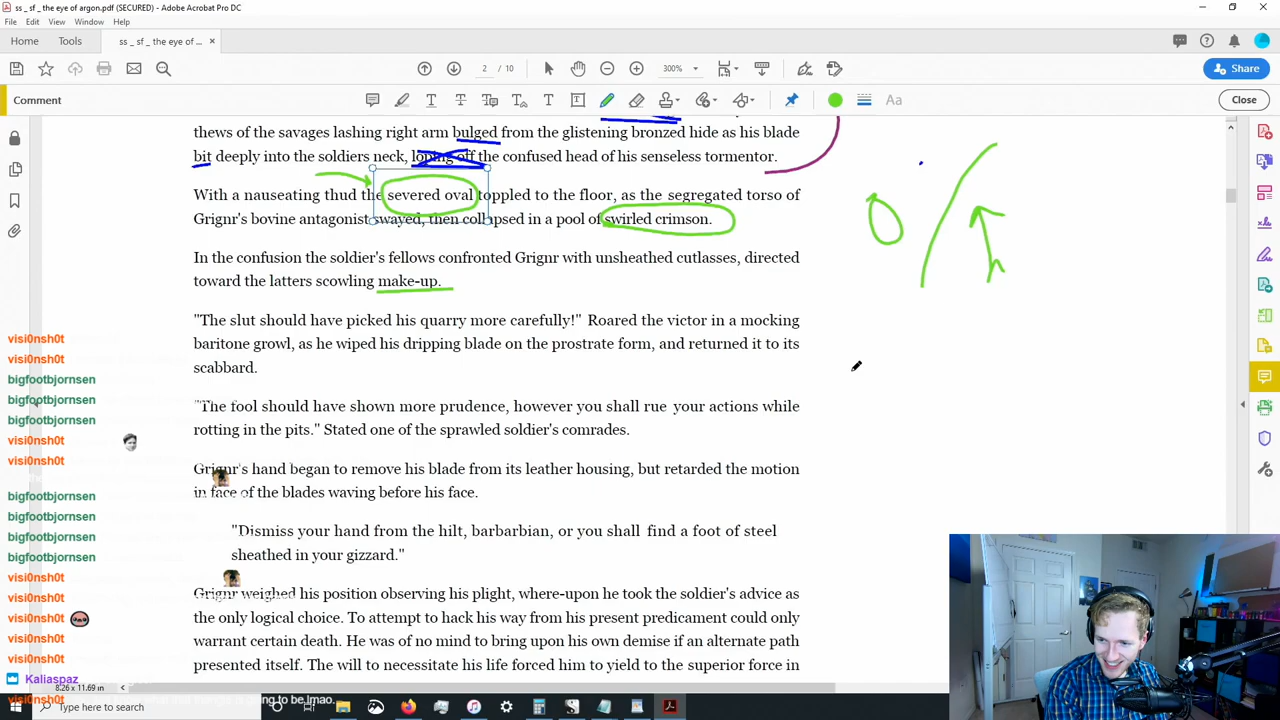 ss _ sf _ the eye of argon.pdf (SECURED) - Adobe Acrobat Pro DC
File Edit View Window Help
Home Tools ss _ sf _ the eye of ... ×
2 / 10 300% Share
Comment Aa Close
thews of the savages lashing right arm bulged from the glistening bronzed hide as his blade
bit deeply into the soldiers neck, loping off the confused head of his senseless tormentor.
With a nauseating thud the severed oval toppled to the floor, as the segregated torso of
Grignr's bovine antagonist swayed, then collapsed in a pool of swirled crimson.
In the confusion the soldier's fellows confronted Grignr with unsheathed cutlasses, directed
toward the latters scowling make-up.
"The slut should have picked his quarry more carefully!" Roared the victor in a mocking
baritone growl, as he wiped his dripping blade on the prostrate form, and returned it to its
scabbard.
"The fool should have shown more prudence, however you shall rue your actions while
rotting in the pits." Stated one of the sprawled soldier's comrades.
Grignr's hand began to remove his blade from its leather housing, but retarded the motion
in face of the blades waving before his face.
"Dismiss your hand from the hilt, barbarbian, or you shall find a foot of steel
sheathed in your gizzard."
Grignr weighed his position observing his plight, where-upon he took the soldier's advice as
the only logical choice. To attempt to hack his way from his present predicament could only
warrant certain death. He was of no mind to bring upon his own demise if an alternate path
presented itself. The will to necessitate his life forced him to yield to the superior force in
visi0nsh0t
visi0nsh0t
bigfootbjornsen
bigfootbjornsen
bigfootbjornsen
visi0nsh0t
visi0nsh0t
bigfootbjornsen
bigfootbjornsen
bigfootbjornsen
bigfootbjornsen
visi0nsh0t
visi0nsh0t
visi0nsh0t
visi0nsh0t
Kaliaspaz
visi0nsh0t is going to be lmao.
8.26 x 11.69 in
Type here to search